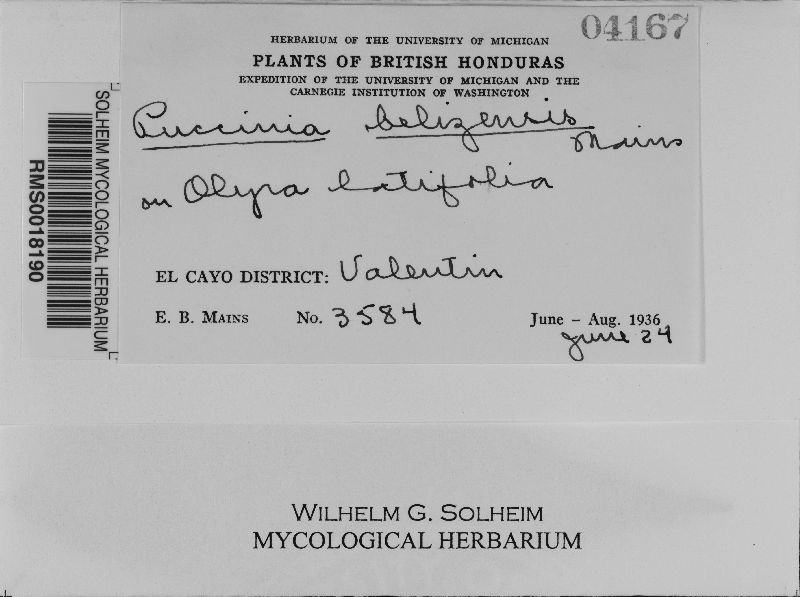 04167
HERBARIUM OF THE UNIVERSITY OF MICHIGAN
PLANTS OF BRITISH HONDURAS
EXPEDITION OF THE UNIVERSITY OF MICHIGAN AND THE
CARNEGIE INSTITUTION OF WASHINGTON
Puccinia belizensis
Mains
on Olyra latifolia
EL CAYO DISTRICT: Valentin
E. B. MAINS No. 3584 June - Aug. 1936
June 24
SOLHEIM MYCOLOGICAL HERBARIUM
RMS0018190
WILHELM G. SOLHEIM
MYCOLOGICAL HERBARIUM